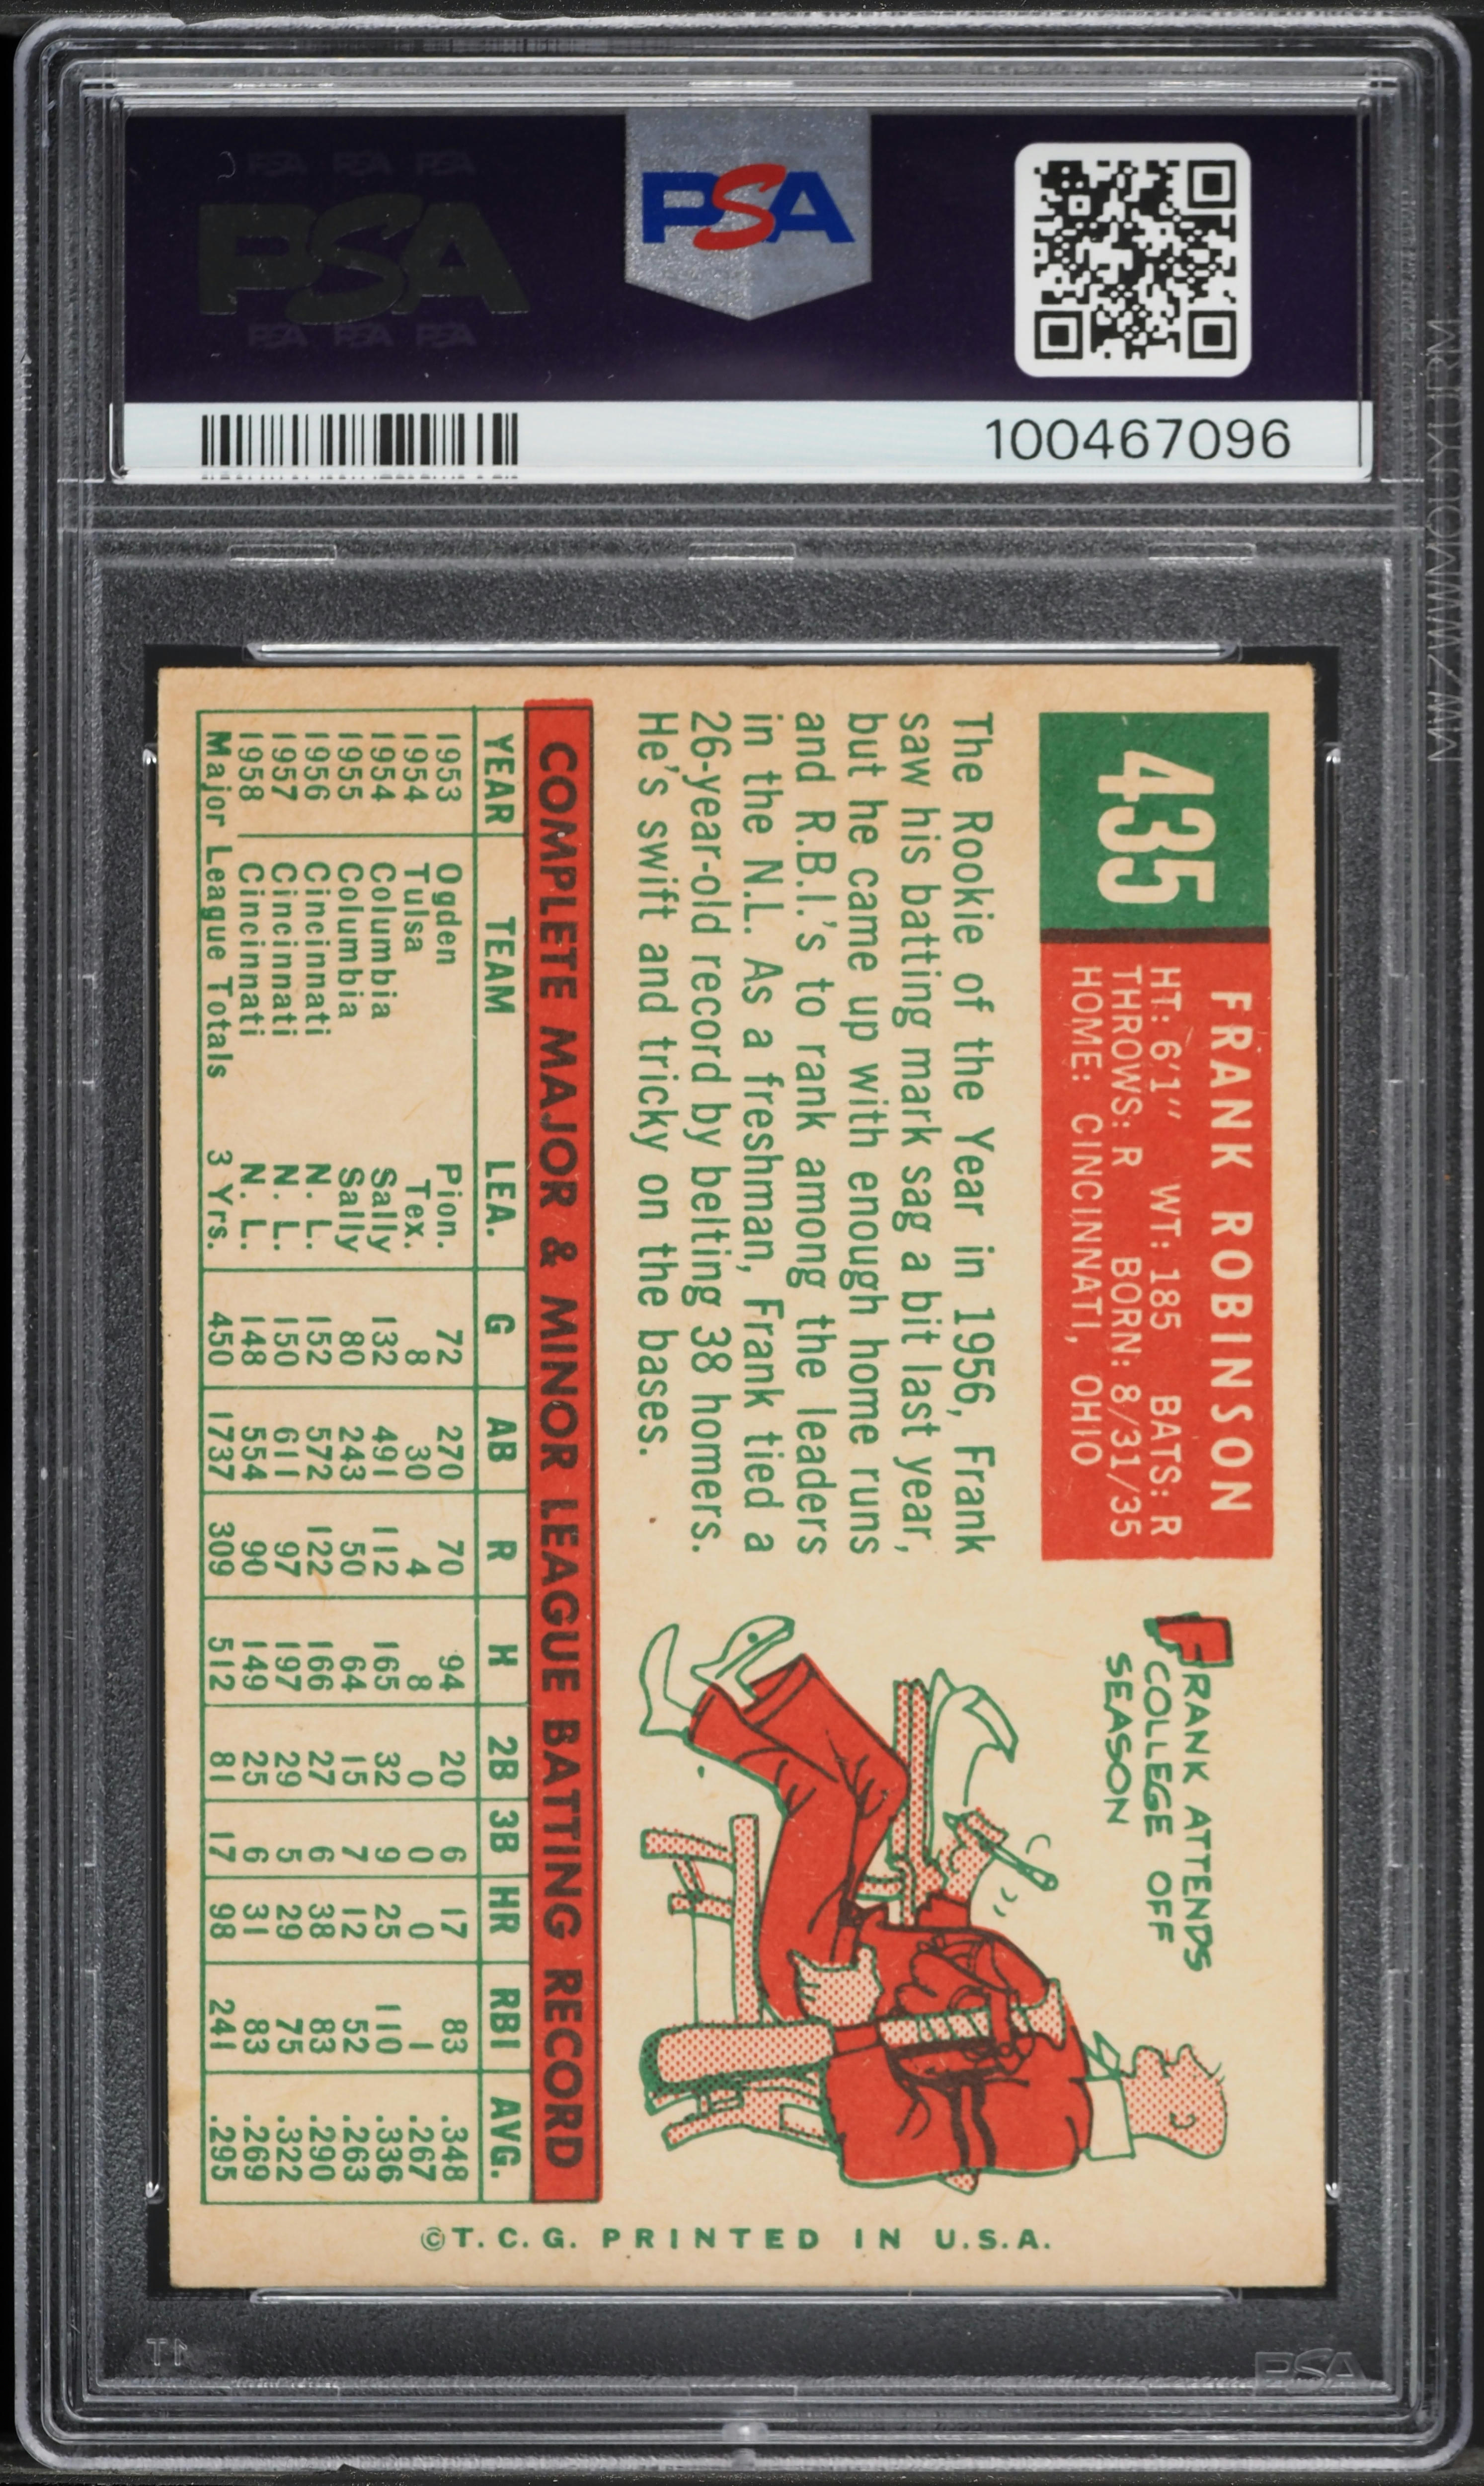 PSA PSA PSA
PSA
PSA PSA PSA
PSA
100467096
435
FRANK ROBINSON
HT: 6'1" WT: 185 BATS: R
THROWS: R BORN: 8/31/35
HOME: CINCINNATI, OHIO
The Rookie of the Year in 1956, Frank
saw his batting mark sag a bit last year,
but he came up with enough home runs
and R.B.I.'s to rank among the leaders
in the N.L. As a freshman, Frank tied a
26-year-old record by belting 38 homers.
He's swift and tricky on the bases.
FRANK ATTENDS
COLLEGE OFF
SEASON
COMPLETE MAJOR & MINOR LEAGUE BATTING RECORD
YEAR TEAM LEA. G AB R H 2B 3B HR RBI AVG.
1953 Ogden Pion. 72 270 70 94 20 6 17 83 .348
1954 Tulsa Tex. 8 30 4 8 0 0 0 1 .267
1954 Columbia Sally 132 491 112 165 32 9 25 110 .336
1955 Columbia Sally 80 243 50 64 15 7 12 52 .263
1956 Cincinnati N. L. 152 572 122 166 27 6 38 83 .290
1957 Cincinnati N. L. 150 611 97 197 29 5 29 75 .322
1958 Cincinnati N. L. 148 554 90 149 25 6 31 83 .269
Major League Totals 3 Yrs. 450 1737 309 512 81 17 98 241 .295
©T. C. G. PRINTED IN U.S.A.
PSA